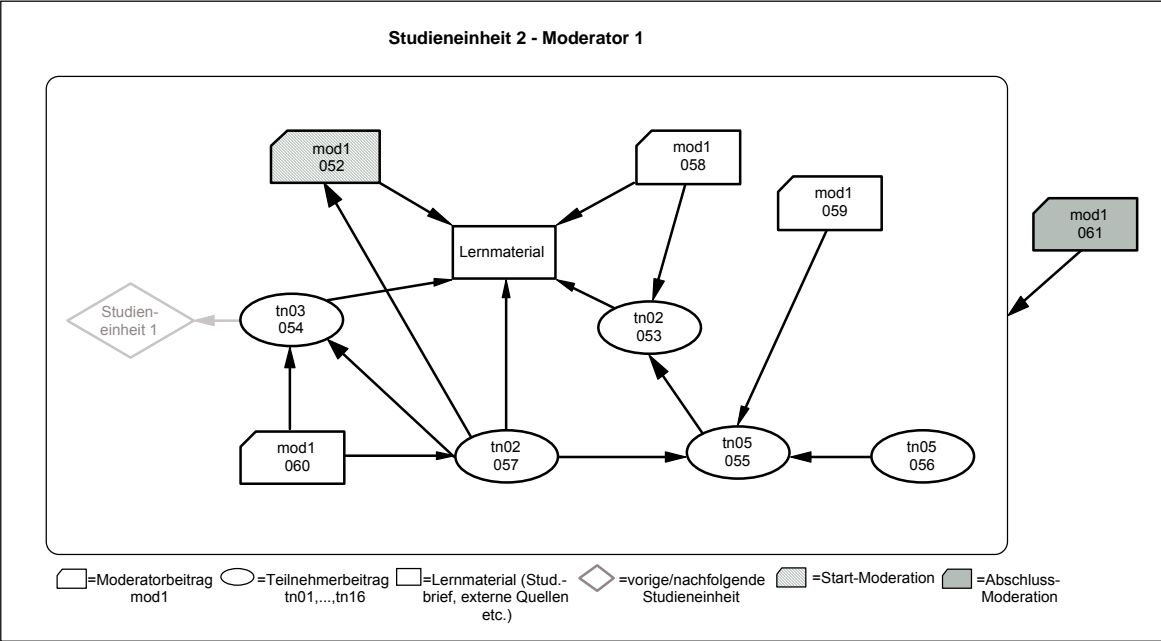 Studieneinheit 2 - Moderator 1
mod1
052
mod1
058
mod1
059
mod1
061
Lernmaterial
Studien-
einheit 1
tn03
054
tn02
053
mod1
060
tn02
057
tn05
055
tn05
056
=Moderatorbeitrag
mod1
=Teilnehmerbeitrag
tn01,...,tn16
=Lernmaterial (Stud.-
brief, externe Quellen
etc.)
=vorige/nachfolgende
Studieneinheit
=Start-Moderation
=Abschluss-
Moderation